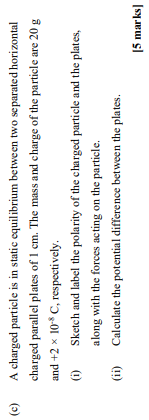 (c) A charged particle is in static equilibrium between two separated horizontal
charged parallel plates of 1 cm. The mass and charge of the particle are 20 g
and +2 × 10⁻⁸ C, respectively.
(i) Sketch and label the polarity of the charged particle and the plates,
along with the forces acting on the particle.
(ii) Calculate the potential difference between the plates.
[5 marks]